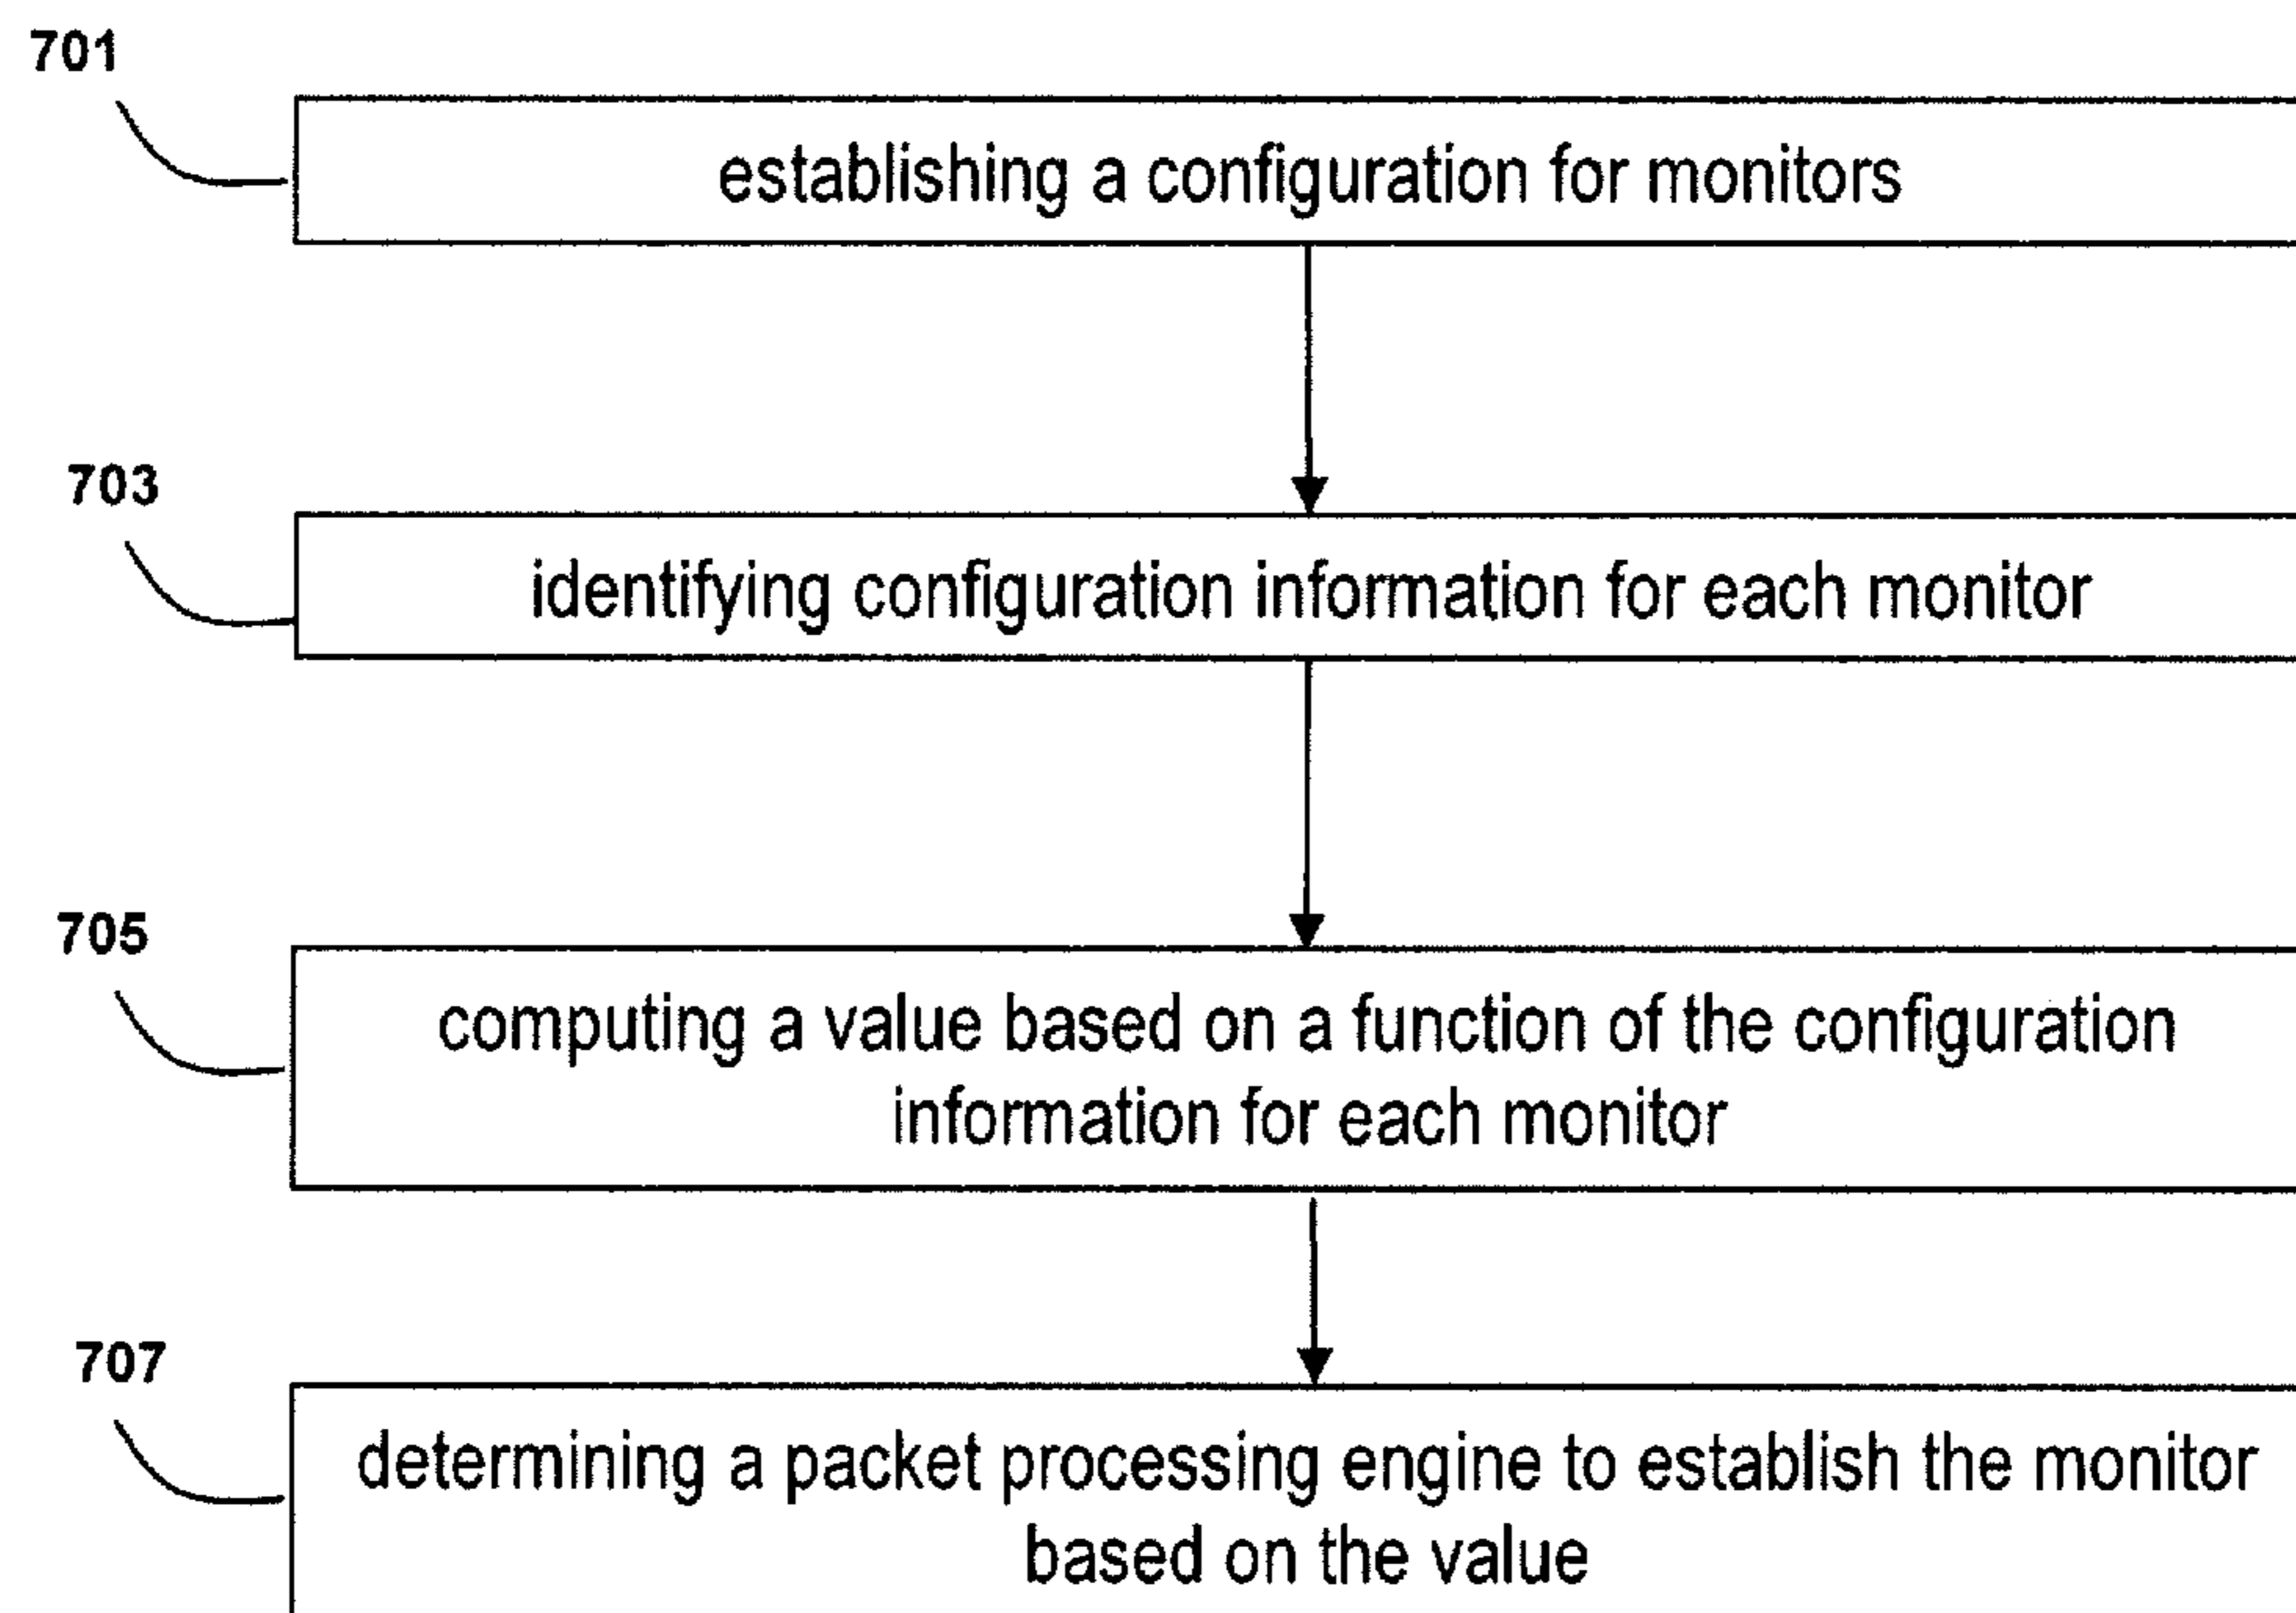 701
establishing a configuration for monitors
703
identifying configuration information for each monitor
705
computing a value based on a function of the configuration
information for each monitor
707
determining a packet processing engine to establish the monitor
based on the value